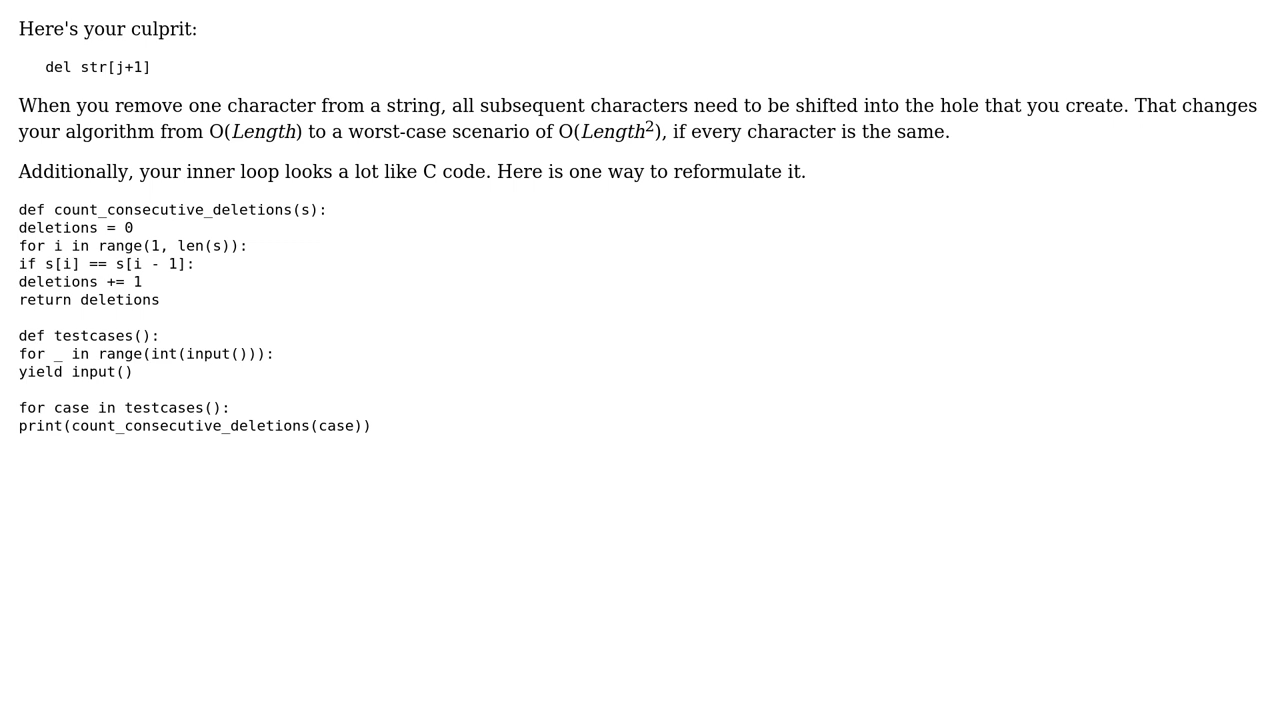 Here's your culprit:
del str[j+1]
When you remove one character from a string, all subsequent characters need to be shifted into the hole that you create. That changes
your algorithm from O(Length) to a worst-case scenario of O(Length2), if every character is the same.
Additionally, your inner loop looks a lot like C code. Here is one way to reformulate it.
def count_consecutive_deletions(s):
deletions = 0
for i in range(1, len(s)):
if s[i] == s[i - 1]:
deletions += 1
return deletions
def testcases():
for _ in range(int(input())):
yield input()
for case in testcases():
print(count_consecutive_deletions(case))